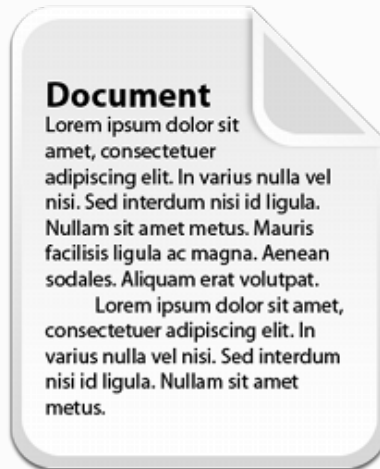 Document
Lorem ipsum dolor sit
amet, consectetuer
adipiscing elit. In varius nulla vel
nisi. Sed interdum nisi id ligula.
Nullam sit amet metus. Mauris
facilisis ligula ac magna. Aenean
sodales. Aliquam erat volutpat.
Lorem ipsum dolor sit amet,
consectetuer adipiscing elit. In
varius nulla vel nisi. Sed interdum
nisi id ligula. Nullam sit amet
metus.